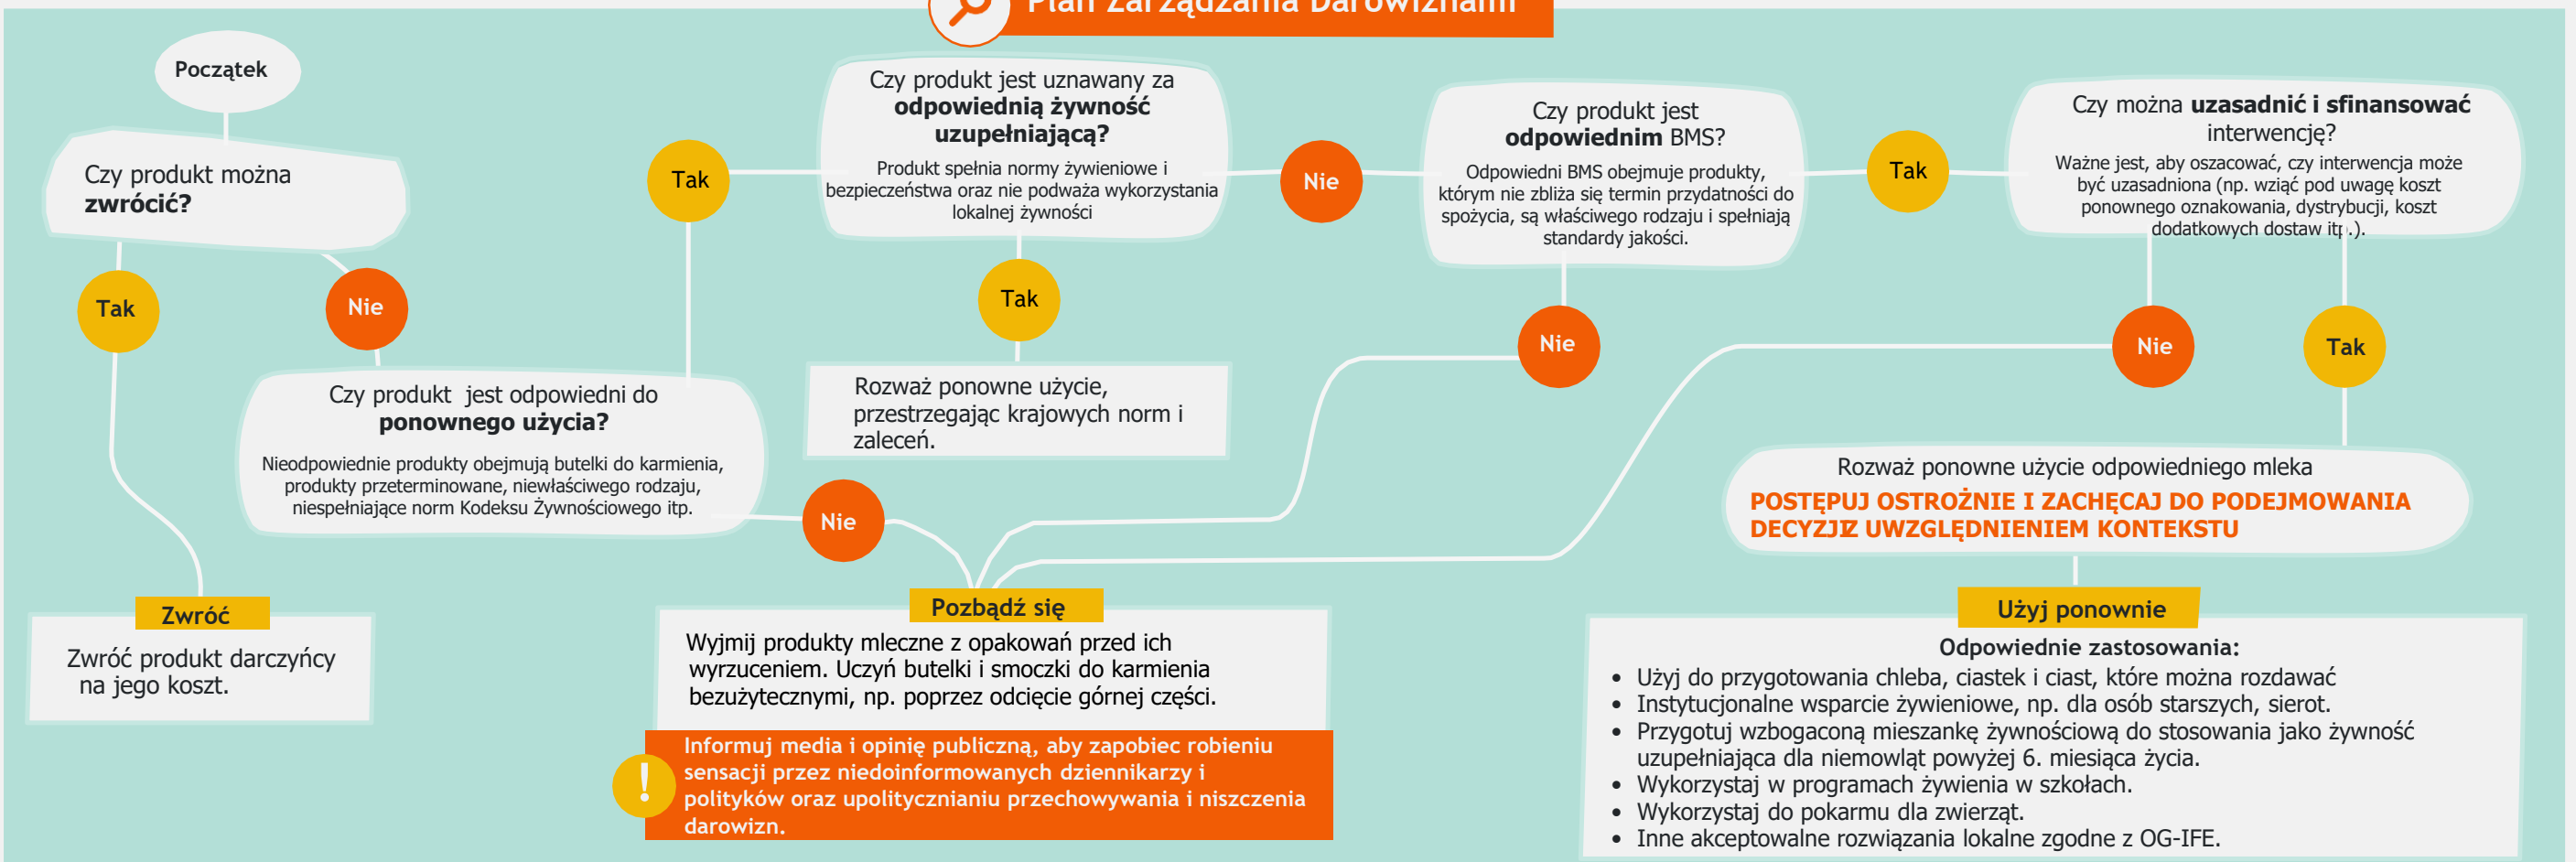 Plan Zarządzania Darowiznami
Początek
Czy produkt można
zwrócić?
Tak
Nie
Zwróć
Zwróć produkt darczyńcy
na jego koszt.
Czy produkt jest odpowiedni do
ponownego użycia?
Nieodpowiednie produkty obejmują butelki do karmienia,
produkty przeterminowane, niewłaściwego rodzaju,
niespełniające norm Kodeksu Żywnościowego itp.
Tak
Nie
Czy produkt jest uznawany za
odpowiednią żywność
uzupełniającą?
Produkt spełnia normy żywieniowe i
bezpieczeństwa oraz nie podważa wykorzystania
lokalnej żywności
Tak
Rozważ ponowne użycie,
przestrzegając krajowych norm i
zaleceń.
Nie
Czy produkt jest
odpowiednim BMS?
Odpowiedni BMS obejmuje produkty,
którym nie zbliża się termin przydatności do
spożycia, są właściwego rodzaju i spełniają
standardy jakości.
Nie
Tak
Czy można uzasadnić i sfinansować
interwencję?
Ważne jest, aby oszacować, czy interwencja może
być uzasadniona (np. wziąć pod uwagę koszt
ponownego oznakowania, dystrybucji, koszt
dodatkowych dostaw itp.).
Nie
Tak
Rozważ ponowne użycie odpowiedniego mleka
POSTĘPUJ OSTROŻNIE I ZACHĘCAJ DO PODEJMOWANIA
DECYZJI Z UWZGLĘDNIENIEM KONTEKSTU
Pozbądź się
Wyjmij produkty mleczne z opakowań przed ich
wyrzuceniem. Uczyń butelki i smoczki do karmienia
bezużytecznymi, np. poprzez odcięcie górnej części.
!
Informuj media i opinię publiczną, aby zapobiec robieniu
sensacji przez niedoinformowanych dziennikarzy i
polityków oraz upolitycznianiu przechowywania i niszczenia
darowizn.
Użyj ponownie
Odpowiednie zastosowania:
• Użyj do przygotowania chleba, ciastek i ciast, które można rozdawać
• Instytucjonalne wsparcie żywieniowe, np. dla osób starszych, sierot.
• Przygotuj wzbogaconą mieszankę żywnościową do stosowania jako żywność
uzupełniająca dla niemowląt powyżej 6. miesiąca życia.
• Wykorzystaj w programach żywienia w szkołach.
• Wykorzystaj do pokarmu dla zwierząt.
• Inne akceptowalne rozwiązania lokalne zgodne z OG-IFE.